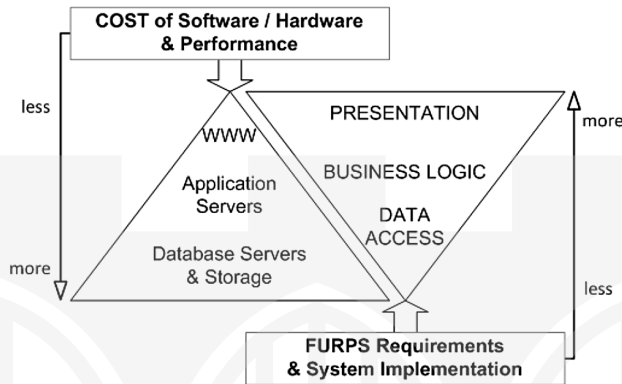 COST of Software / Hardware
& Performance
less
more
WWW
Application
Servers
Database Servers
& Storage
PRESENTATION
BUSINESS LOGIC
DATA
ACCESS
more
less
FURPS Requirements
& System Implementation